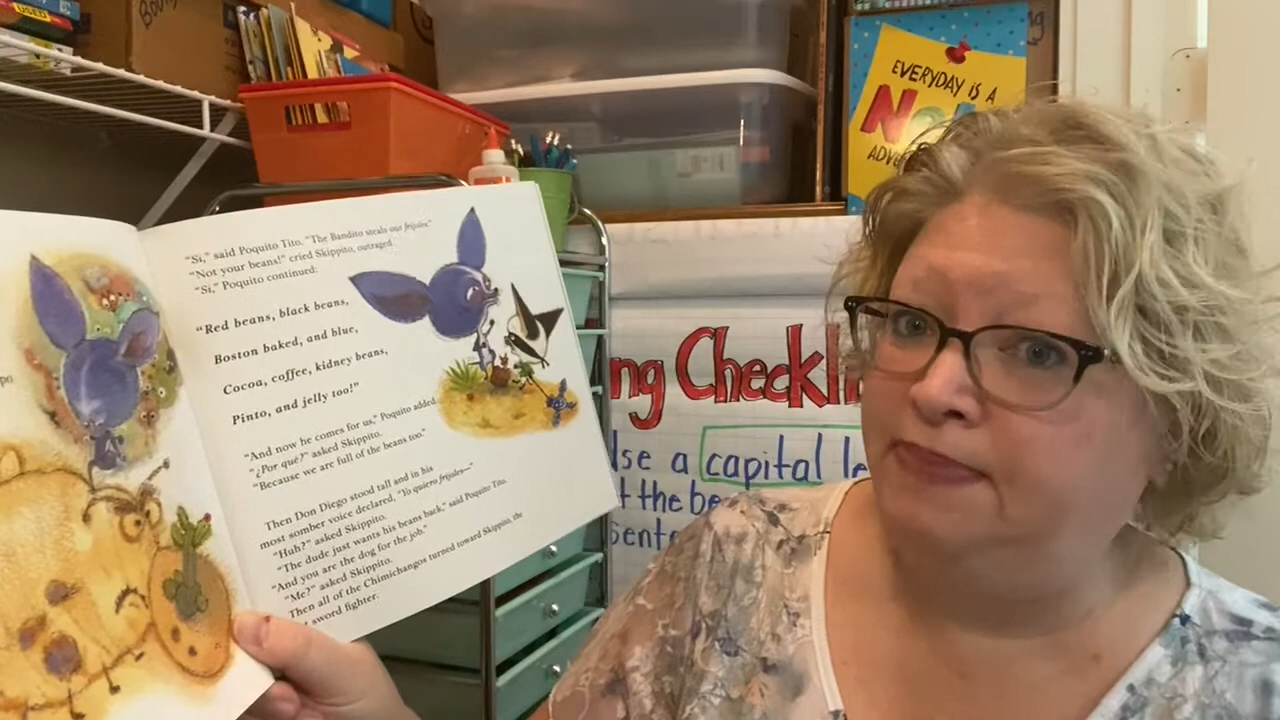 USED
EVERYDAY IS A
po
"Si," said Poquito Tito. "The Bandito steals our frijoles."
"Not your beans!" cried Skippito, outraged.
"Si," Poquito continued:
"Red beans, black beans,
Boston baked, and blue,
Cocoa, coffee, kidney beans,
Pinto, and jelly too!"
"And now he comes for us," Poquito added.
"¿Por qué?" asked Skippito.
"Because we are full of the beans too."
Then Don Diego stood tall and in his
most somber voice declared, "Yo quiero frijoles—"
"Huh?" asked Skippito.
"The dude just wants his beans back," said Poquito Tito.
"And you are the dog for the job."
"Me?" asked Skippito.
Then all of the Chimichangos turned toward Skippito, the
sword fighter.
ng Checkli
Use a capital le
t the be
sente